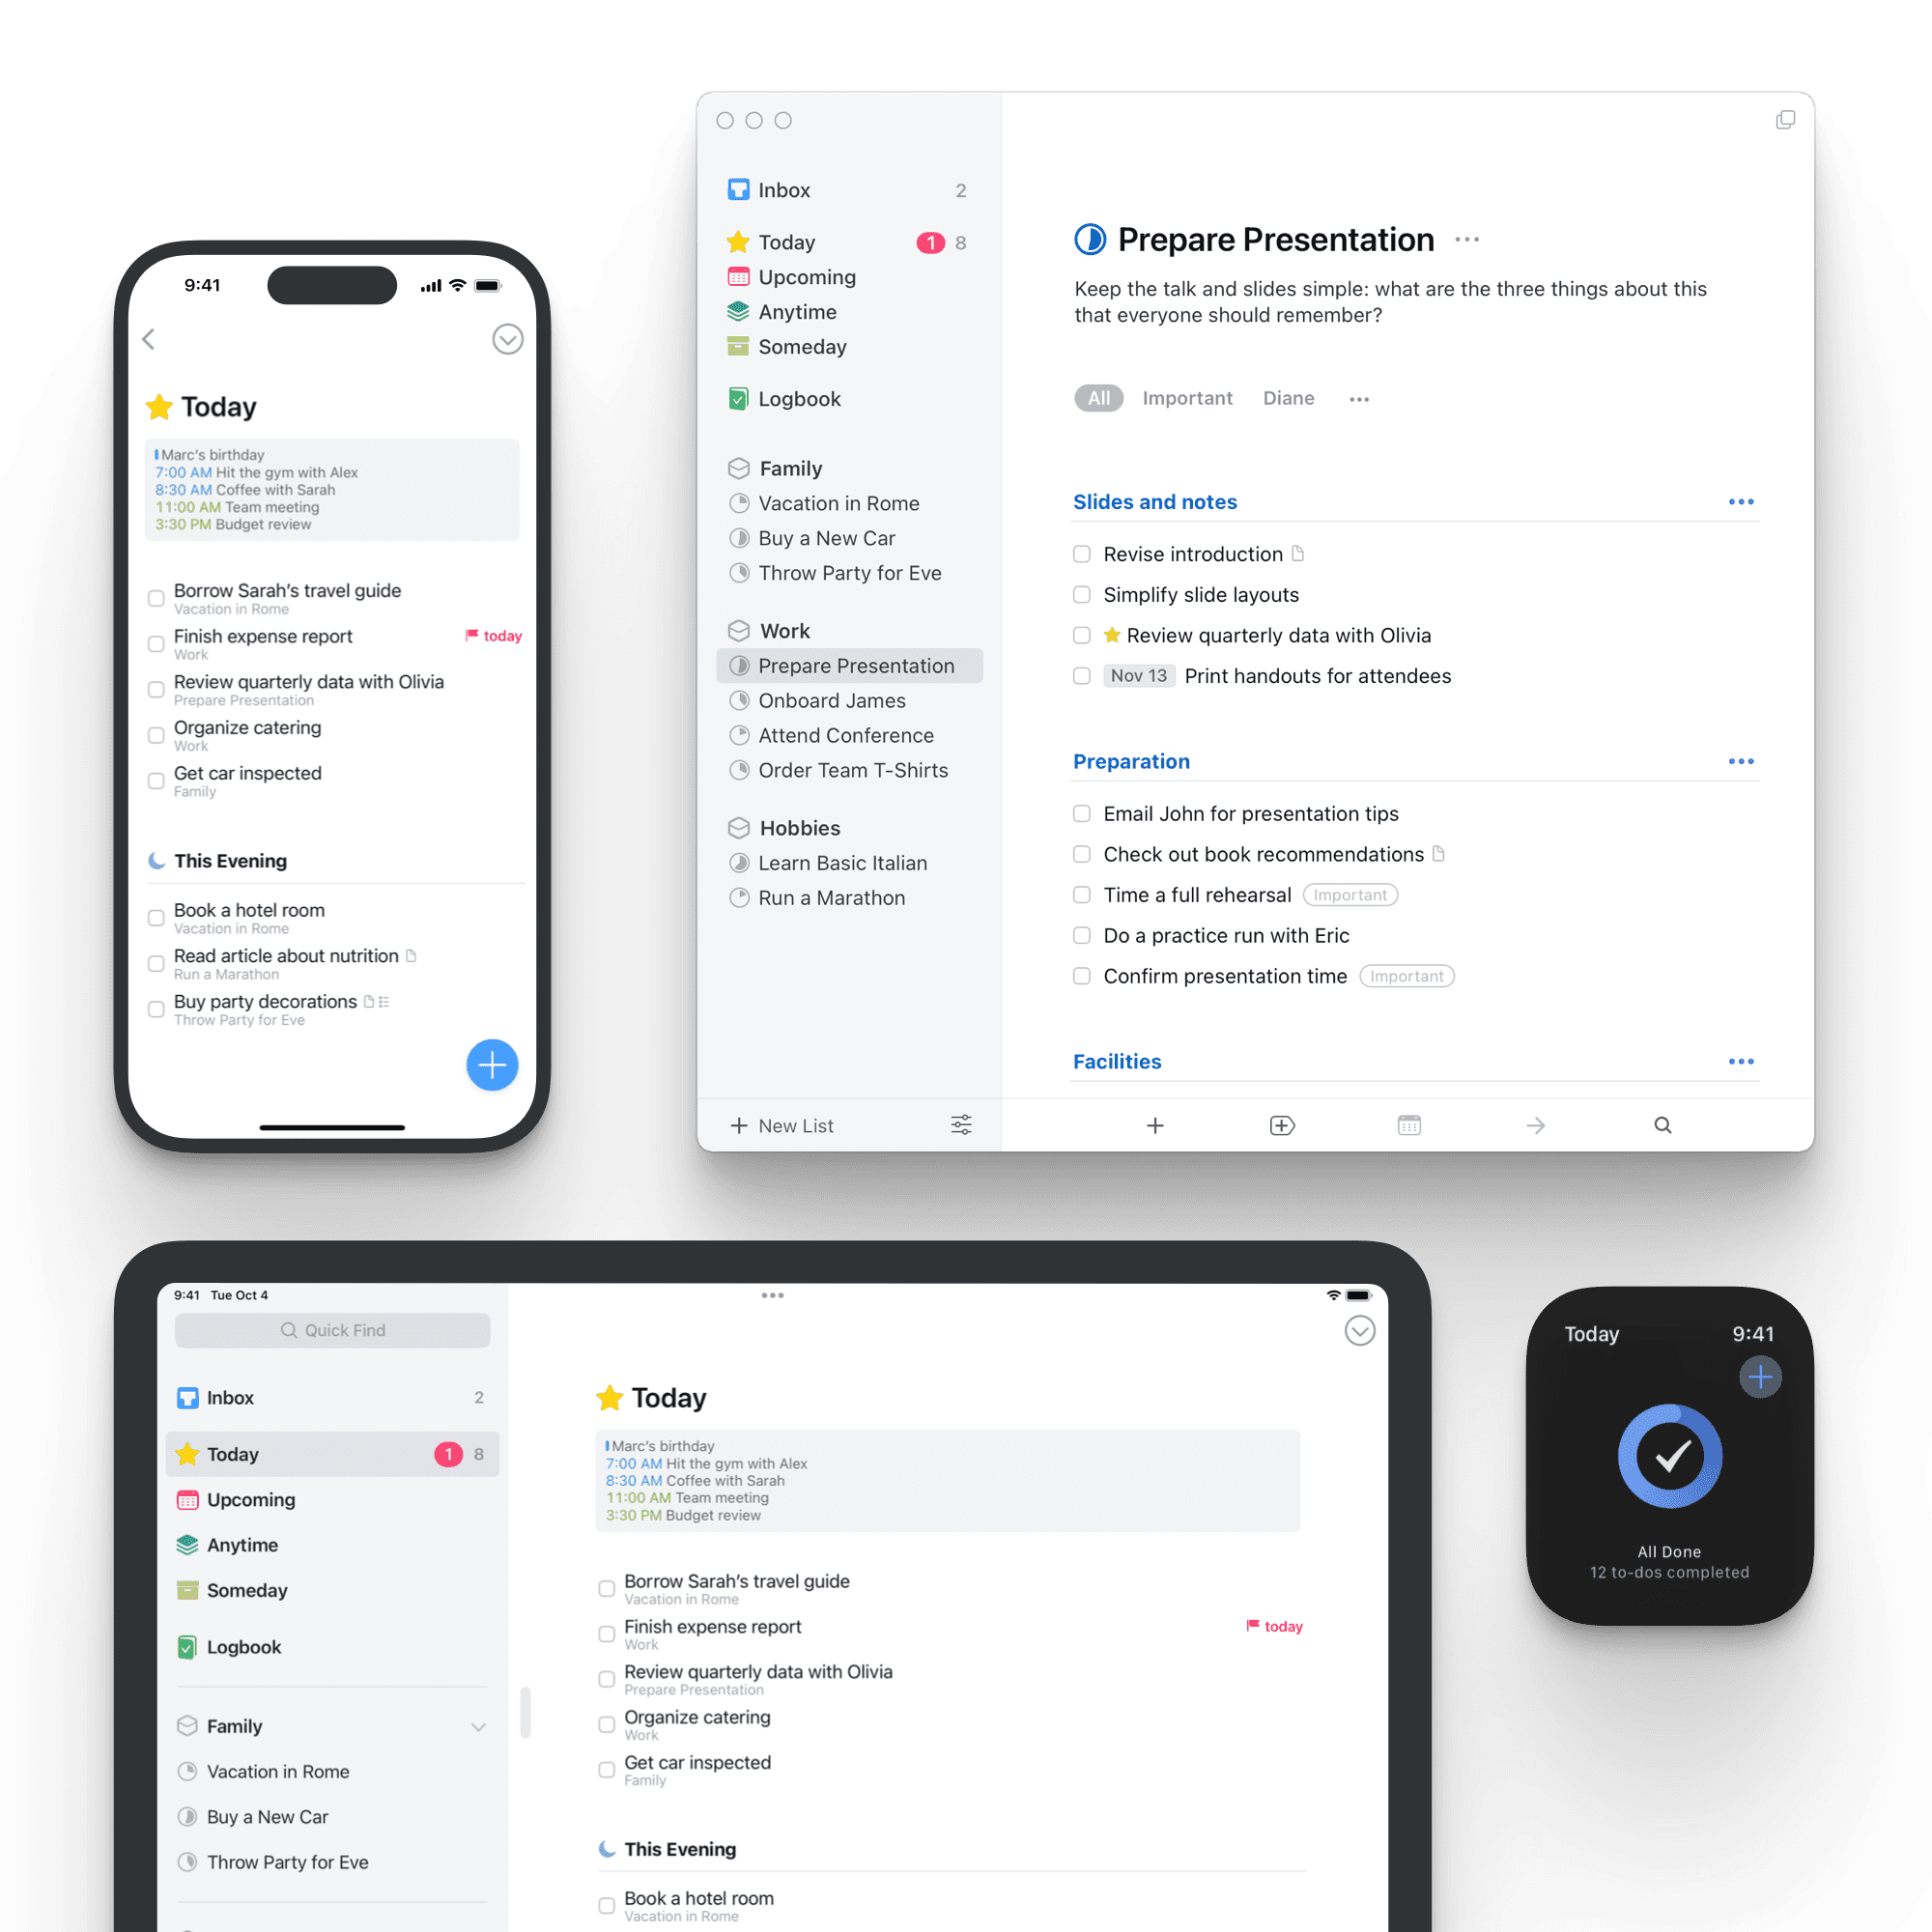 9:41
Today
Marc's birthday
7:00 AM Hit the gym with Alex
8:30 AM Coffee with Sarah
11:00 AM Team meeting
3:30 PM Budget review
Borrow Sarah's travel guide
Vacation in Rome
Finish expense report
today
Work
Review quarterly data with Olivia
Prepare Presentation
Organize catering
Work
Get car inspected
Family
This Evening
Book a hotel room
Vacation in Rome
Read article about nutrition
Run a Marathon
Buy party decorations
Throw Party for Eve
Inbox 2
Today 1 8
Upcoming
Anytime
Someday
Logbook
Family
Vacation in Rome
Buy a New Car
Throw Party for Eve
Work
Prepare Presentation
Onboard James
Attend Conference
Order Team T-Shirts
Hobbies
Learn Basic Italian
Run a Marathon
New List
Prepare Presentation
Keep the talk and slides simple: what are the three things about this
that everyone should remember?
All Important Diane
Slides and notes
Revise introduction
Simplify slide layouts
Review quarterly data with Olivia
Nov 13 Print handouts for attendees
Preparation
Email John for presentation tips
Check out book recommendations
Time a full rehearsal Important
Do a practice run with Eric
Confirm presentation time Important
Facilities
9:41 Tue Oct 4
Quick Find
Inbox 2
Today 1 8
Upcoming
Anytime
Someday
Logbook
Family
Vacation in Rome
Buy a New Car
Throw Party for Eve
Today
Marc's birthday
7:00 AM Hit the gym with Alex
8:30 AM Coffee with Sarah
11:00 AM Team meeting
3:30 PM Budget review
Borrow Sarah's travel guide
Vacation in Rome
Finish expense report
today
Work
Review quarterly data with Olivia
Prepare Presentation
Organize catering
Work
Get car inspected
Family
This Evening
Book a hotel room
Vacation in Rome
Today 9:41
All Done
12 to-dos completed